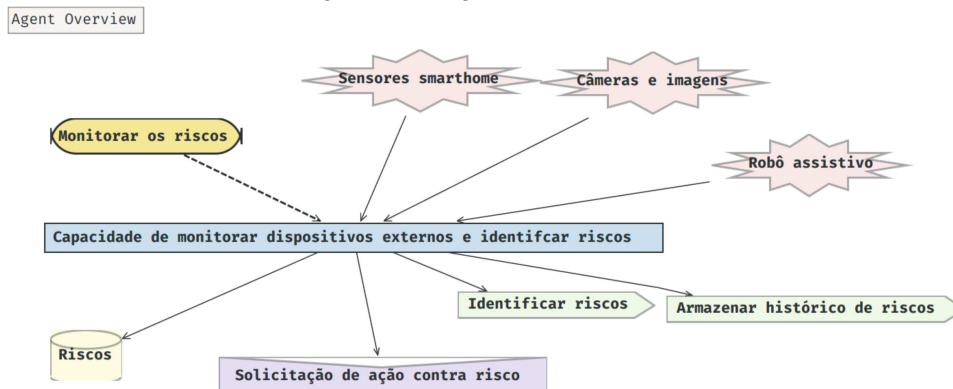 Agent Overview
Sensores smarthome
Câmeras e imagens
Monitorar os riscos
Robô assistivo
Capacidade de monitorar dispositivos externos e identifcar riscos
Identificar riscos
Armazenar histórico de riscos
Riscos
Solicitação de ação contra risco